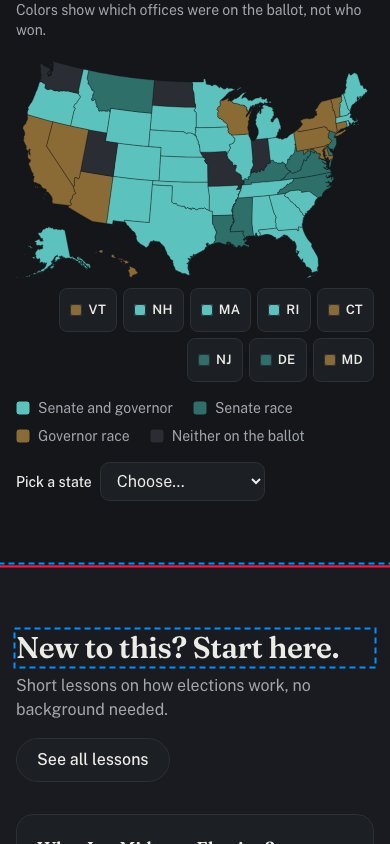 Colors show which offices were on the ballot, not who
won.
VT
NH
MA
RI
CT
NJ
DE
MD
Senate and governor
Senate race
Governor race
Neither on the ballot
Pick a state
Choose...
New to this? Start here.
Short lessons on how elections work, no
background needed.
See all lessons